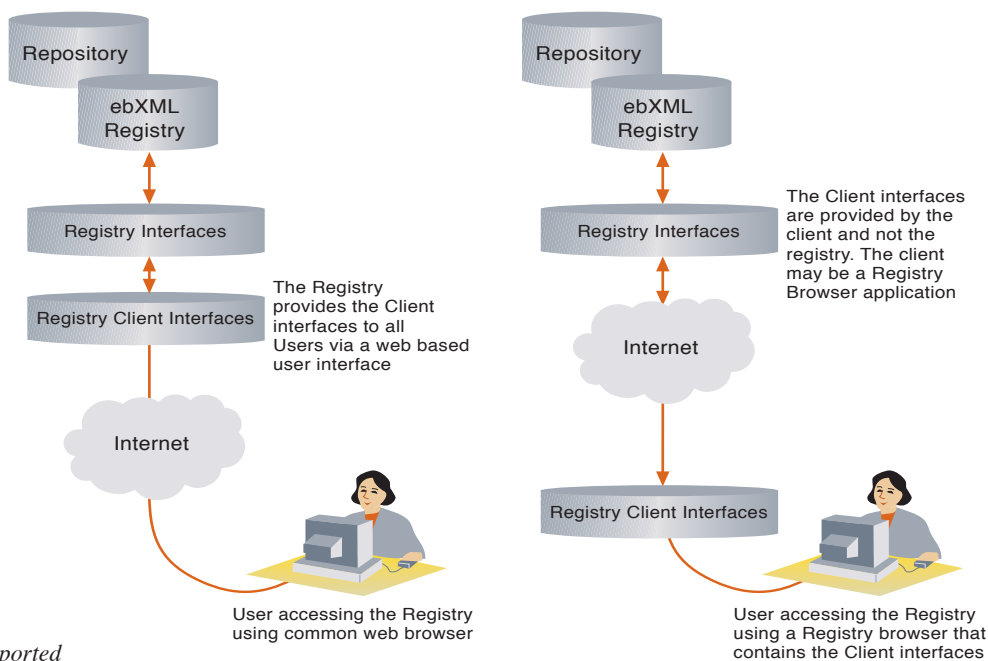 Repository
ebXML
Registry
Registry Interfaces
Registry Client Interfaces
The Registry
provides the Client
interfaces to all
Users via a web based
user interface
Internet
User accessing the Registry
using common web browser
ported
Repository
ebXML
Registry
Registry Interfaces
The Client interfaces
are provided by the
client and not the
registry. The client
may be a Registry
Browser application
Internet
Registry Client Interfaces
User accessing the Registry
using a Registry browser that
contains the Client interfaces